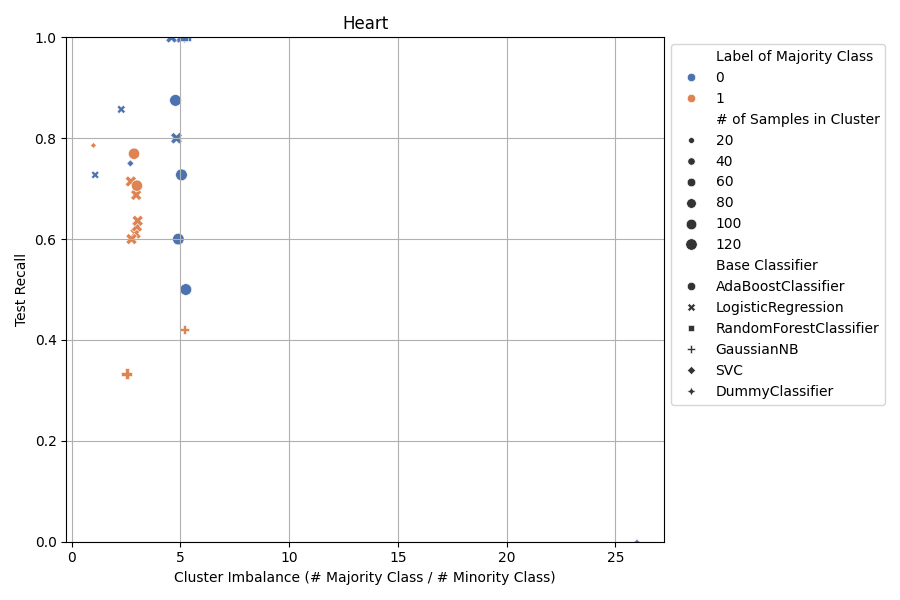 Heart
1.0
0.8
0.6
0.4
0.2
0.0
Test Recall
0 5 10 15 20 25
Cluster Imbalance (# Majority Class / # Minority Class)
Label of Majority Class
0
1
# of Samples in Cluster
20
40
60
80
100
120
Base Classifier
AdaBoostClassifier
LogisticRegression
RandomForestClassifier
GaussianNB
SVC
DummyClassifier